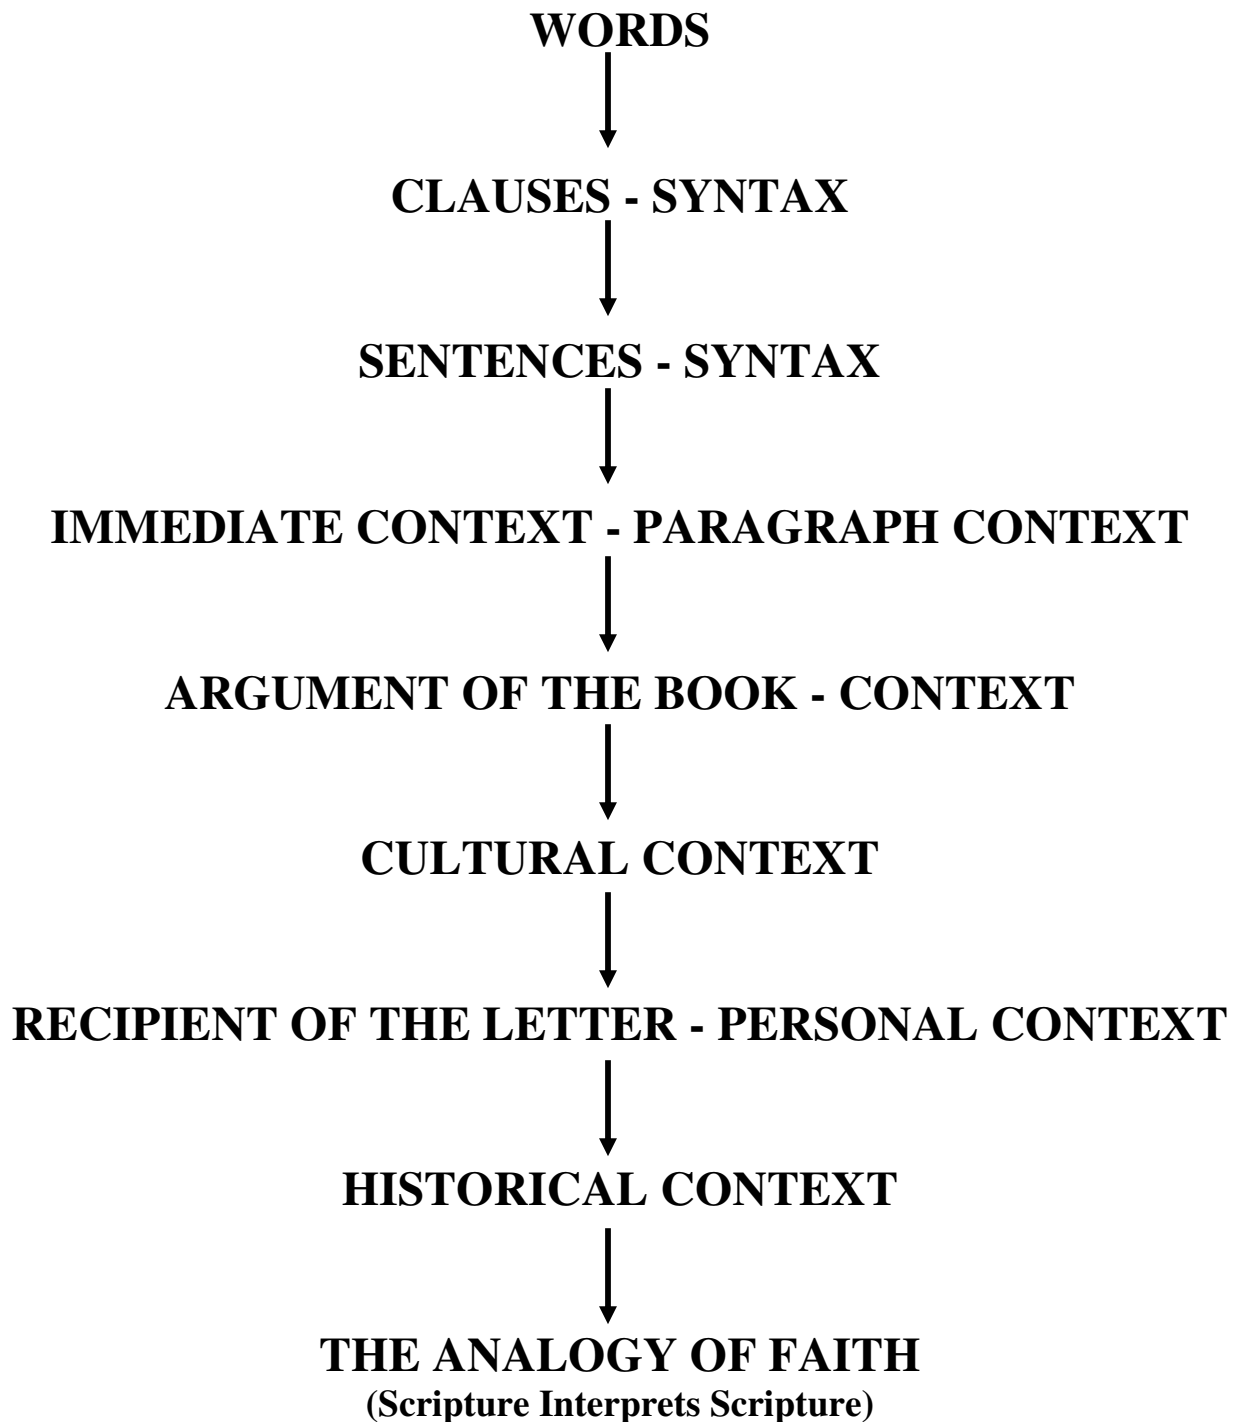 WORDS
CLAUSES - SYNTAX
SENTENCES - SYNTAX
IMMEDIATE CONTEXT - PARAGRAPH CONTEXT
ARGUMENT OF THE BOOK - CONTEXT
CULTURAL CONTEXT
RECIPIENT OF THE LETTER - PERSONAL CONTEXT
HISTORICAL CONTEXT
THE ANALOGY OF FAITH
(Scripture Interprets Scripture)